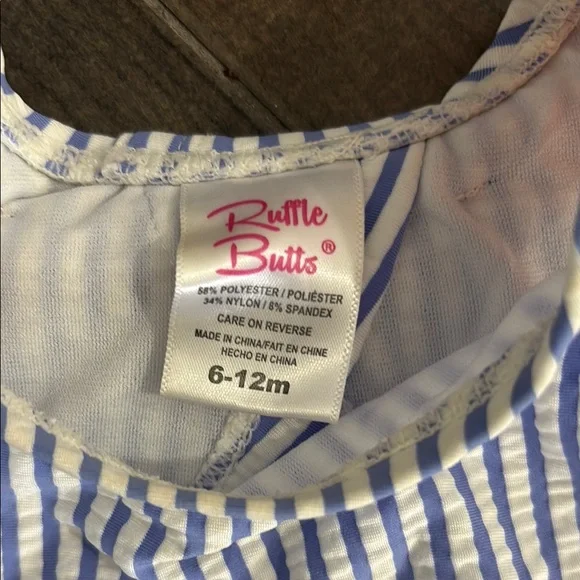 Ruffle
Butts®
58% POLYESTER / POLIÉSTER
34% NYLON / 8% SPANDEX
CARE ON REVERSE
MADE IN CHINA/FAIT EN CHINE
HECHO EN CHINA
6-12m